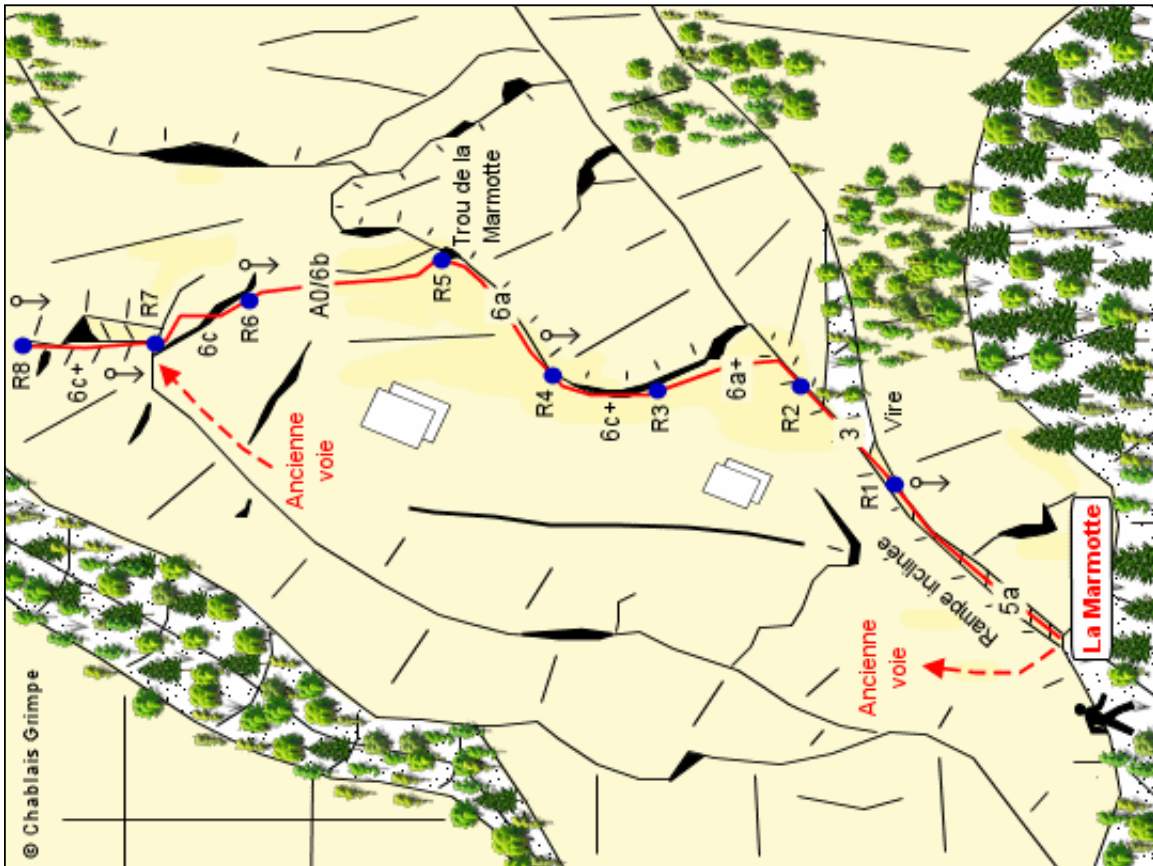 © Chablais Grimpe
R8
6c+
R7
6c
R6
A0/6b
Ancienne
voie
Trou de la
Marmotte
R5
6a
R4
6c+
R3
6a+
R2
3
Vire
R1
Rampe inclinée
5a
Ancienne
voie
La Marmotte